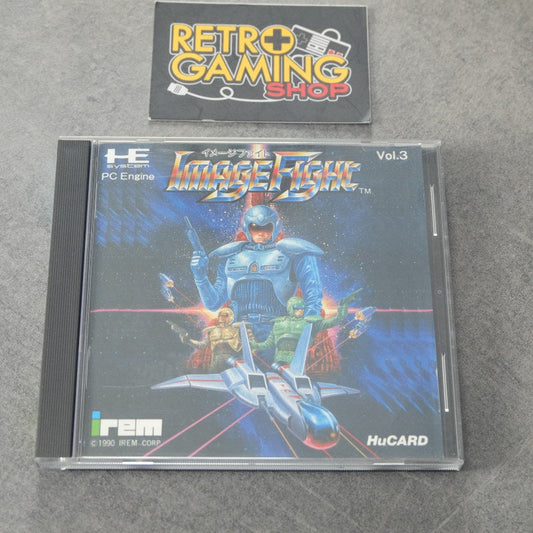 RETRO
GAMING
SHOP
HE
system
PC Engine
イメージファイト
IMAGEFIGHT
TM
Vol.3
irem
© 1990 IREM CORP.
HuCARD